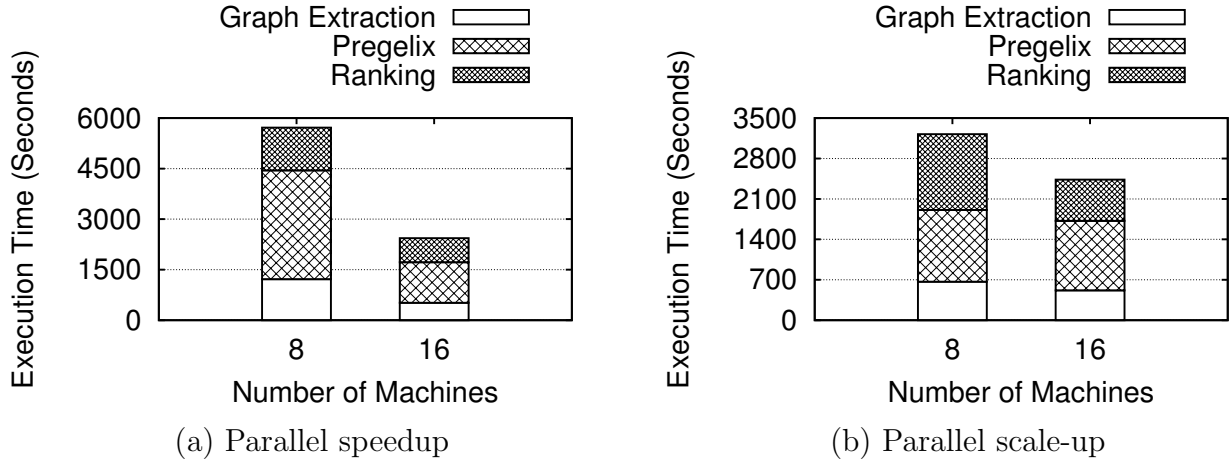 Graph Extraction
Pregelix
Ranking
6000
4500
3000
1500
0
Execution Time (Seconds)
8 16
Number of Machines
(a) Parallel speedup
Graph Extraction
Pregelix
Ranking
3500
2800
2100
1400
700
0
Execution Time (Seconds)
8 16
Number of Machines
(b) Parallel scale-up